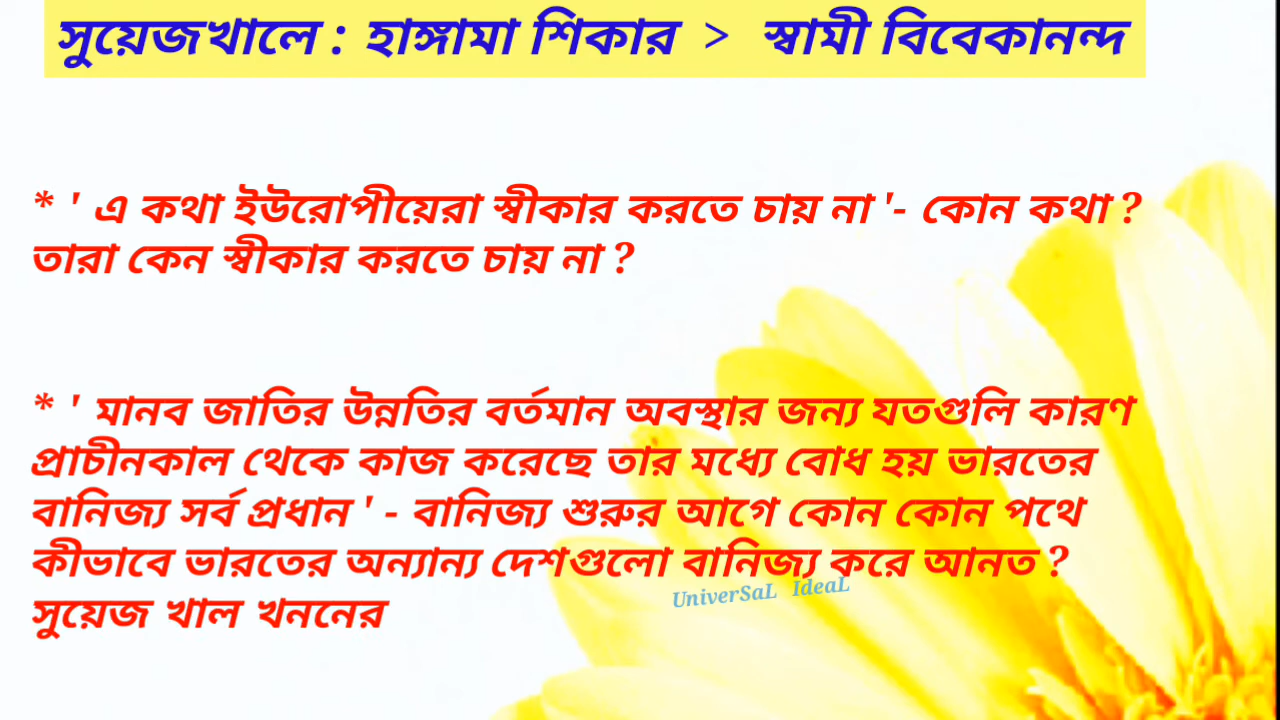 সুয়েজখালে : হাঙ্গামা শিকার > স্বামী বিবেকানন্দ
* ' এ কথা ইউরোপীয়েরা স্বীকার করতে চায় না '- কোন কথা ?
তারা কেন স্বীকার করতে চায় না ?
* ' মানব জাতির উন্নতির বর্তমান অবস্থার জন্য যতগুলি কারণ
প্রাচীনকাল থেকে কাজ করেছে তার মধ্যে বোধ হয় ভারতের
বানিজ্য সর্ব প্রধান ' - বানিজ্য শুরুর আগে কোন কোন পথে
কীভাবে ভারতের অন্যান্য দেশগুলো বানিজ্য করে আনত ?
UniverSaL IdeaL
সুয়েজ খাল খননের